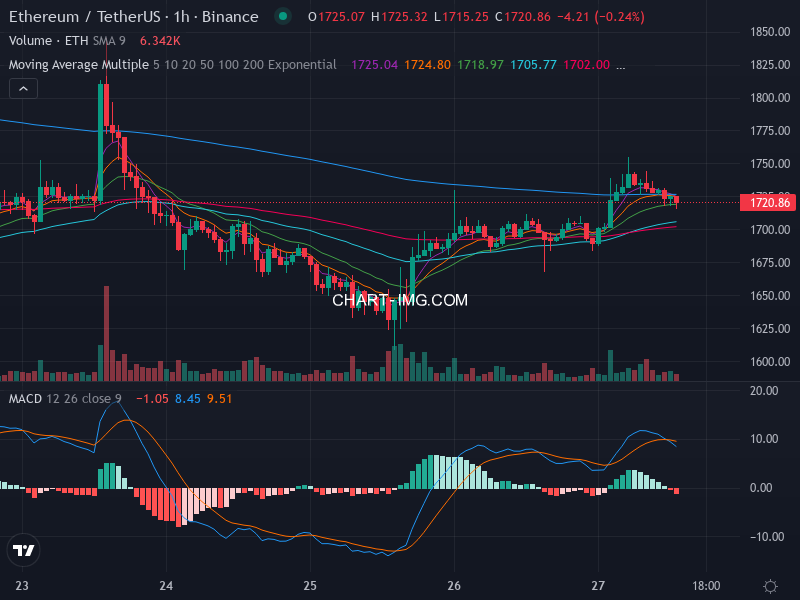 Ethereum / TetherUS · 1h · Binance O1725.07 H1725.32 L1715.25 C1720.86 −4.21 (−0.24%)
Volume · ETH SMA 9 6.342K
Moving Average Multiple 5 10 20 50 100 200 Exponential 1725.04 1724.80 1718.97 1705.77 1702.00 ...
1850.00
1825.00
1800.00
1775.00
1750.00
1725.00
1720.86
1700.00
1675.00
1650.00
1625.00
1600.00
CHART-IMG.COM
MACD 12 26 close 9 −1.05 8.45 9.51
20.00
10.00
0.00
−10.00
23 24 25 26 27 18:00